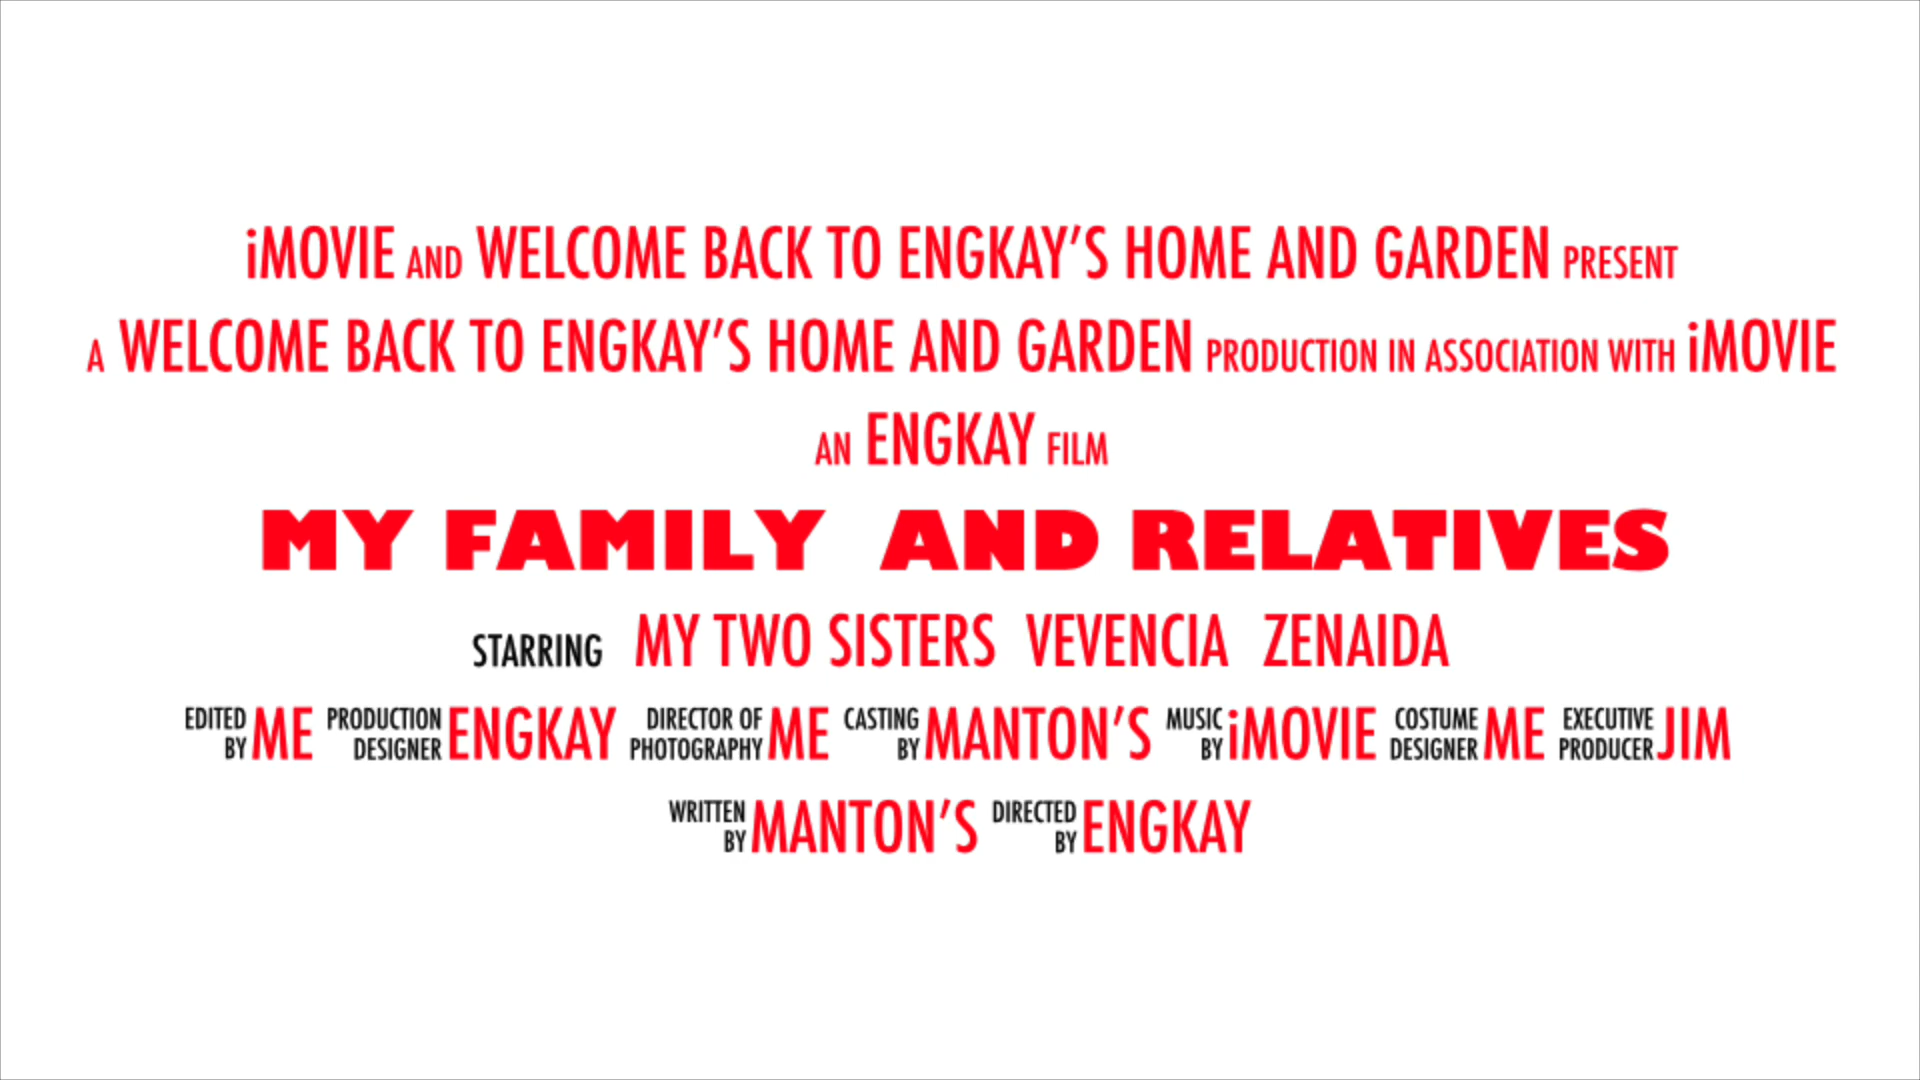 iMOVIE AND WELCOME BACK TO ENGKAY'S HOME AND GARDEN PRESENT
A WELCOME BACK TO ENGKAY'S HOME AND GARDEN PRODUCTION IN ASSOCIATION WITH iMOVIE
AN ENGKAY FILM
MY FAMILY AND RELATIVES
STARRING MY TWO SISTERS VEVENCIA ZENAIDA
EDITED BY ME PRODUCTION DESIGNER ENGKAY DIRECTOR OF PHOTOGRAPHY ME CASTING BY MANTON'S MUSIC BY iMOVIE COSTUME DESIGNER ME EXECUTIVE PRODUCER JIM
WRITTEN BY MANTON'S DIRECTED BY ENGKAY